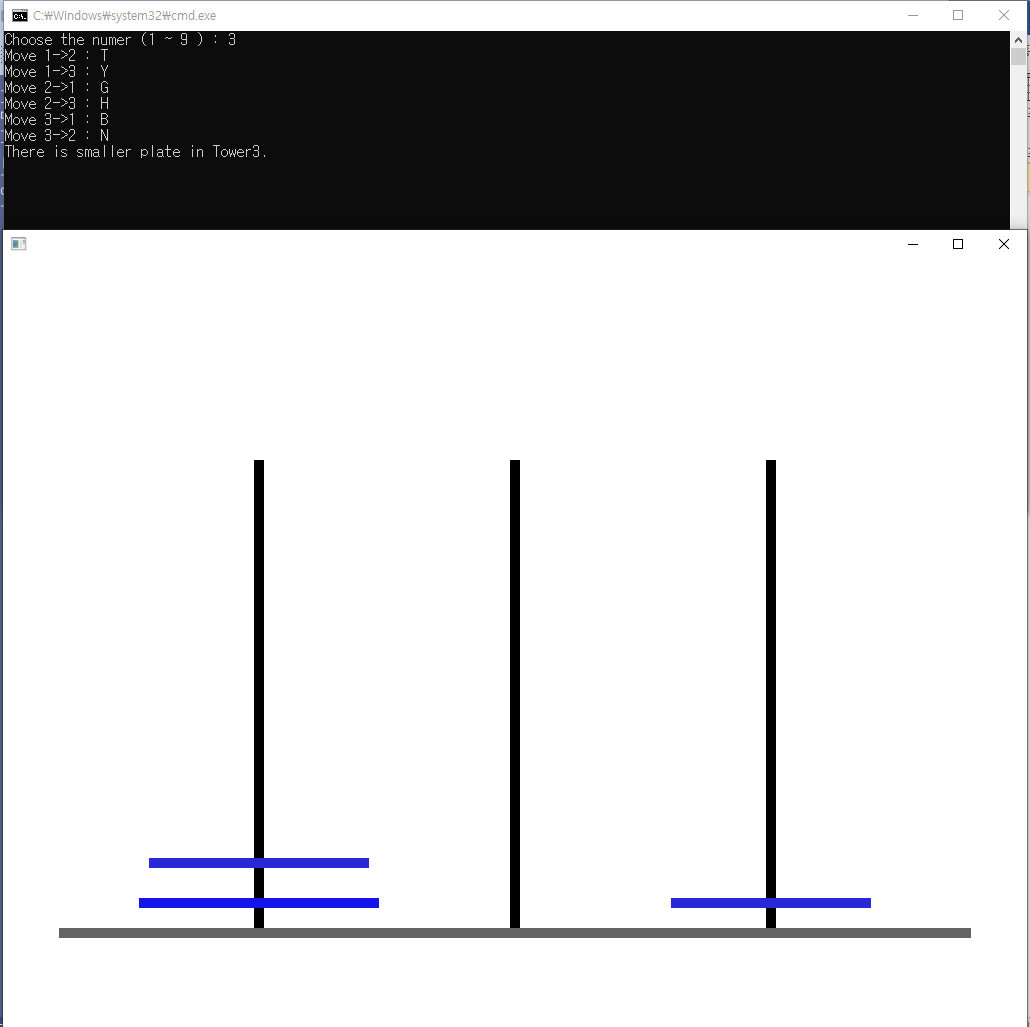 C:₩Windows₩system32₩cmd.exe
Choose the numer (1 ~ 9 ) : 3
Move 1->2 : T
Move 1->3 : Y
Move 2->1 : G
Move 2->3 : H
Move 3->1 : B
Move 3->2 : N
There is smaller plate in Tower3.